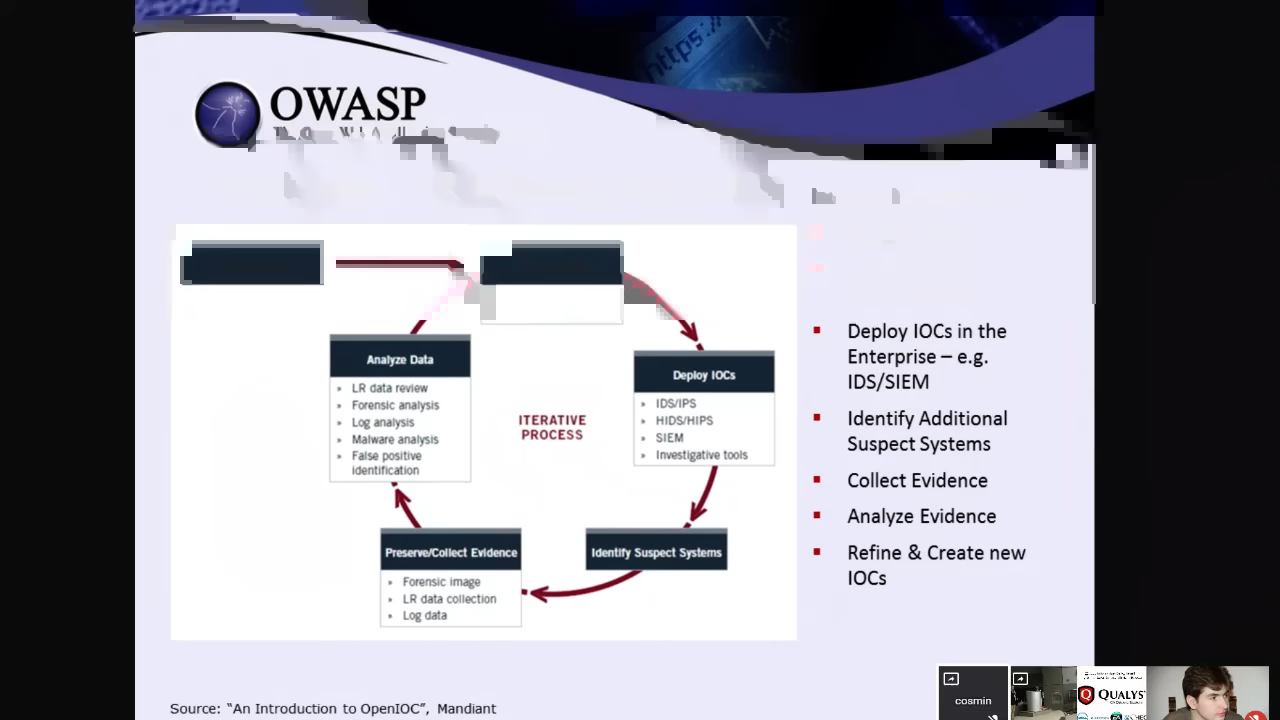 https://
OWASP
Analyze Data
» LR data review
» Forensic analysis
» Log analysis
» Malware analysis
» False positive
identification
ITERATIVE
PROCESS
Deploy IOCs
» IDS/IPS
» HIDS/HIPS
» SIEM
» Investigative tools
Preserve/Collect Evidence
» Forensic image
» LR data collection
» Log data
Identify Suspect Systems
▪ Deploy IOCs in the
Enterprise – e.g.
IDS/SIEM
▪ Identify Additional
Suspect Systems
▪ Collect Evidence
▪ Analyze Evidence
▪ Refine & Create new
IOCs
Source: “An Introduction to OpenIOC”, Mandiant
cosmin
QUALYS